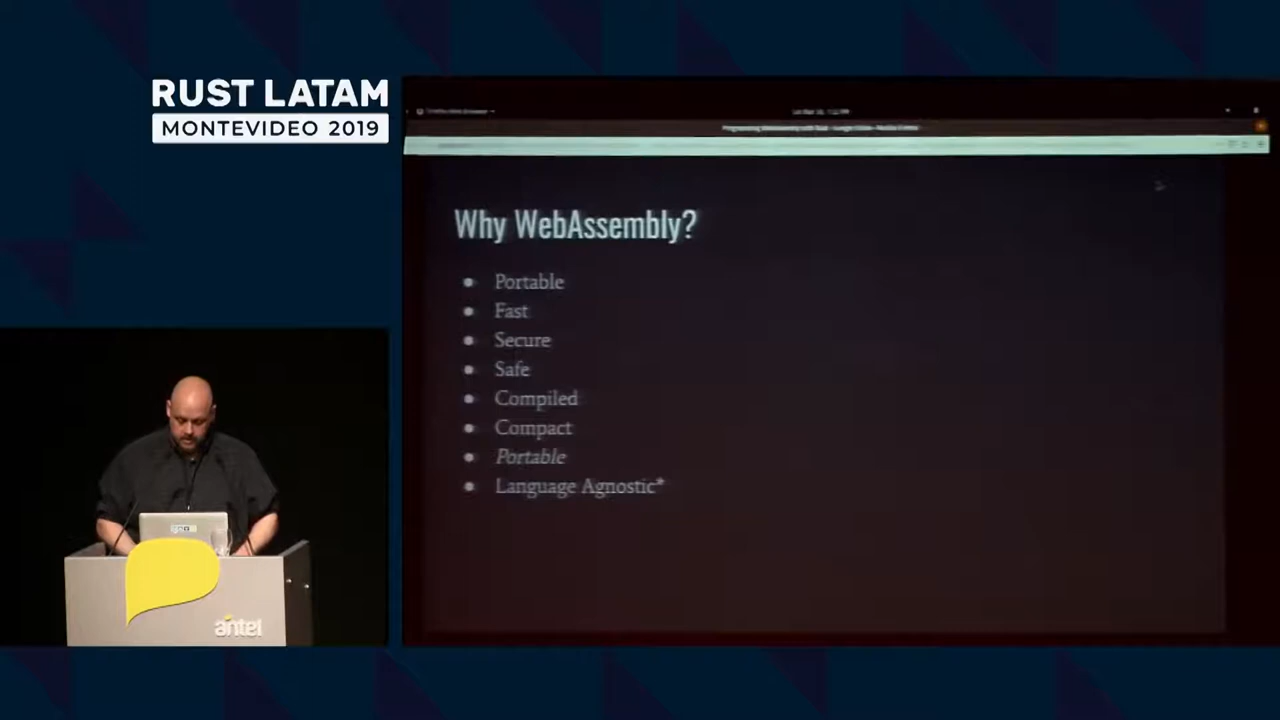 RUST LATAM
MONTEVIDEO 2019
Why WebAssembly?
● Portable
● Fast
● Secure
● Safe
● Compiled
● Compact
● Portable
● Language Agnostic*
antel